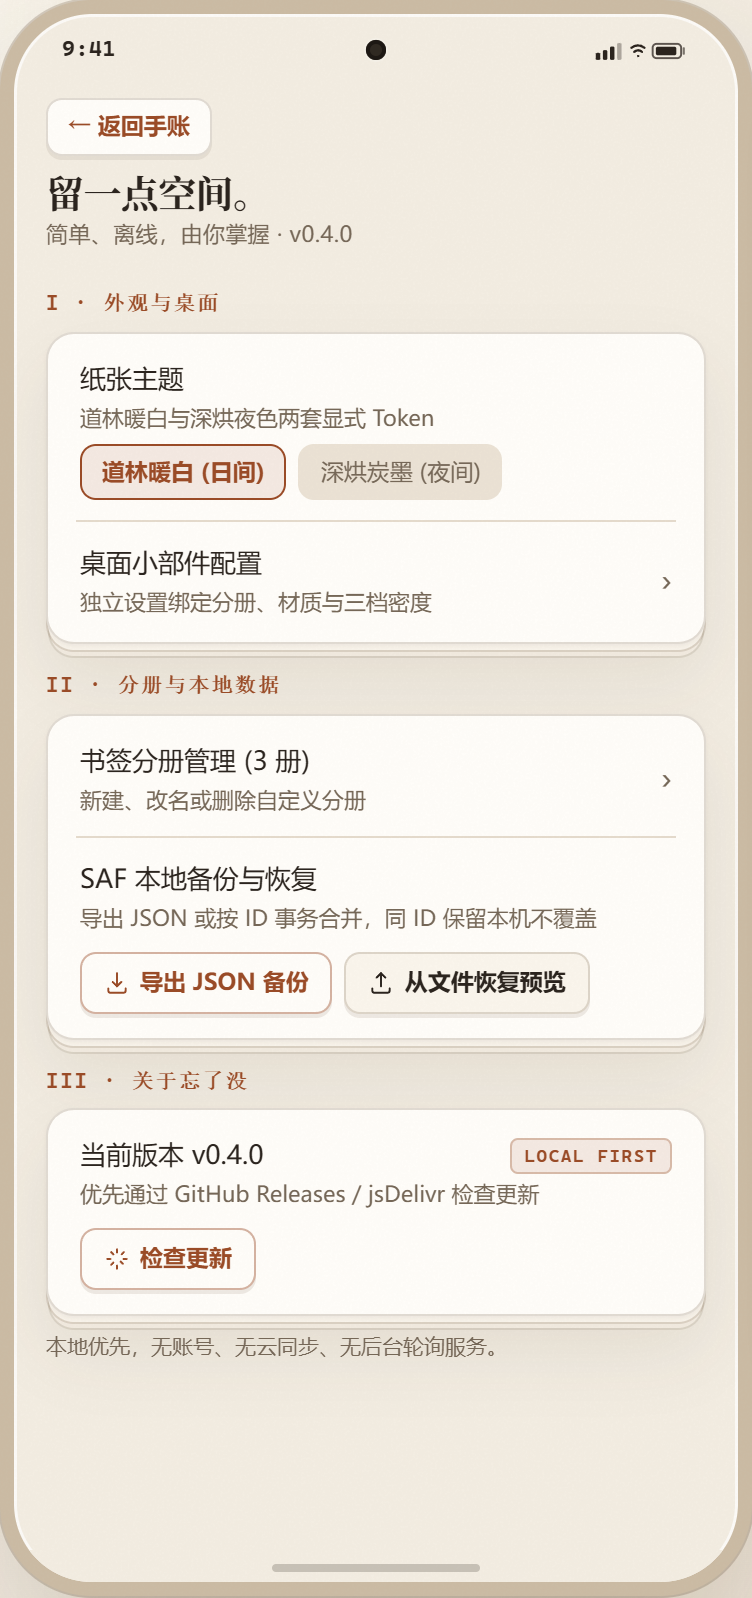 9:41
← 返回手账
留一点空间。
简单、离线，由你掌握 · v0.4.0
I · 外观与桌面
纸张主题
道林暖白与深烘夜色两套显式 Token
道林暖白 (日间)
深烘炭墨 (夜间)
桌面小部件配置
独立设置绑定分册、材质与三档密度
›
II · 分册与本地数据
书签分册管理 (3 册)
新建、改名或删除自定义分册
›
SAF 本地备份与恢复
导出 JSON 或按 ID 事务合并，同 ID 保留本机不覆盖
导出 JSON 备份
从文件恢复预览
III · 关于忘了没
当前版本 v0.4.0
LOCAL FIRST
优先通过 GitHub Releases / jsDelivr 检查更新
检查更新
本地优先，无账号、无云同步、无后台轮询服务。